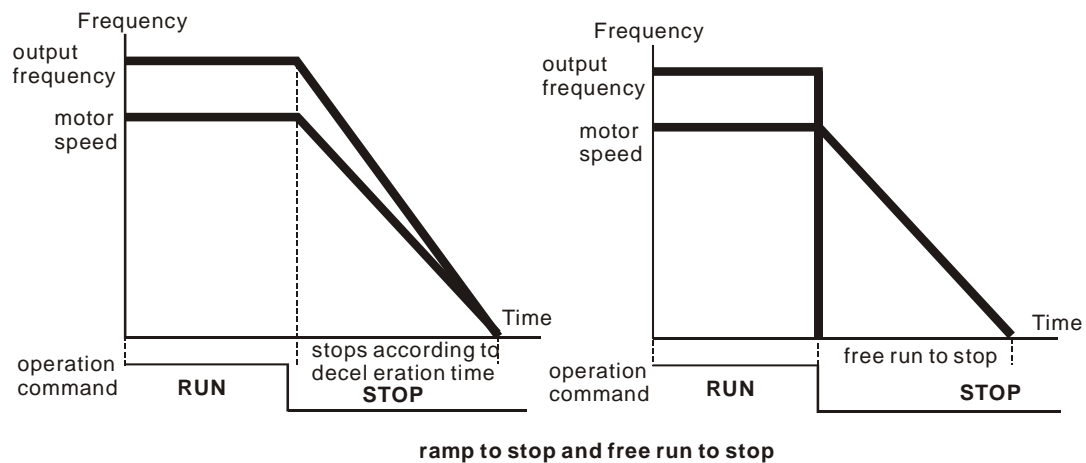 Frequency
output
frequency
motor
speed
Time
stops according to
decel eration time
operation
command
RUN
STOP
Frequency
output
frequency
motor
speed
Time
free run to stop
operation
command
RUN
STOP
ramp to stop and free run to stop